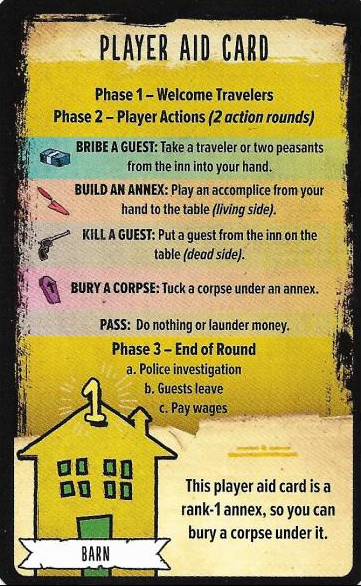 PLAYER AID CARD
Phase 1 – Welcome Travelers
Phase 2 – Player Actions (2 action rounds)
BRIBE A GUEST: Take a traveler or two peasants
from the inn into your hand.
BUILD AN ANNEX: Play an accomplice from your
hand to the table (living side).
KILL A GUEST: Put a guest from the inn on the
table (dead side).
BURY A CORPSE: Tuck a corpse under an annex.
PASS: Do nothing or launder money.
Phase 3 – End of Round
a. Police investigation
b. Guests leave
c. Pay wages
1
This player aid card is a
rank-1 annex, so you can
bury a corpse under it.
BARN